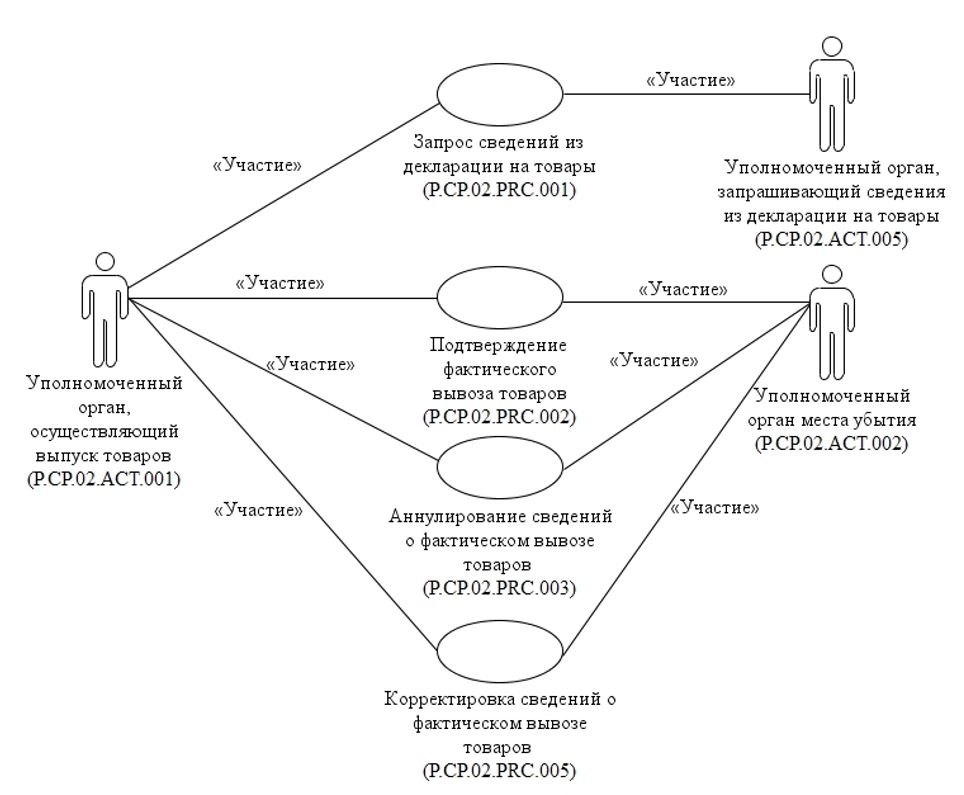 «Участие»
Запрос сведений из
декларации на товары
(P.CP.02.PRC.001)
«Участие»
Уполномоченный орган,
запрашивающий сведения
из декларации на товары
(P.CP.02.ACT.005)
«Участие»
«Участие»
Подтверждение
фактического
вывоза товаров
(P.CP.02.PRC.002)
«Участие»
«Участие»
Уполномоченный
орган,
осуществляющий
выпуск товаров
(P.CP.02.ACT.001)
Уполномоченный
орган места убытия
(P.CP.02.ACT.002)
«Участие»
«Участие»
Аннулирование сведений
о фактическом вывозе
товаров
(P.CP.02.PRC.003)
Корректировка сведений о
фактическом вывозе
товаров
(P.CP.02.PRC.005)